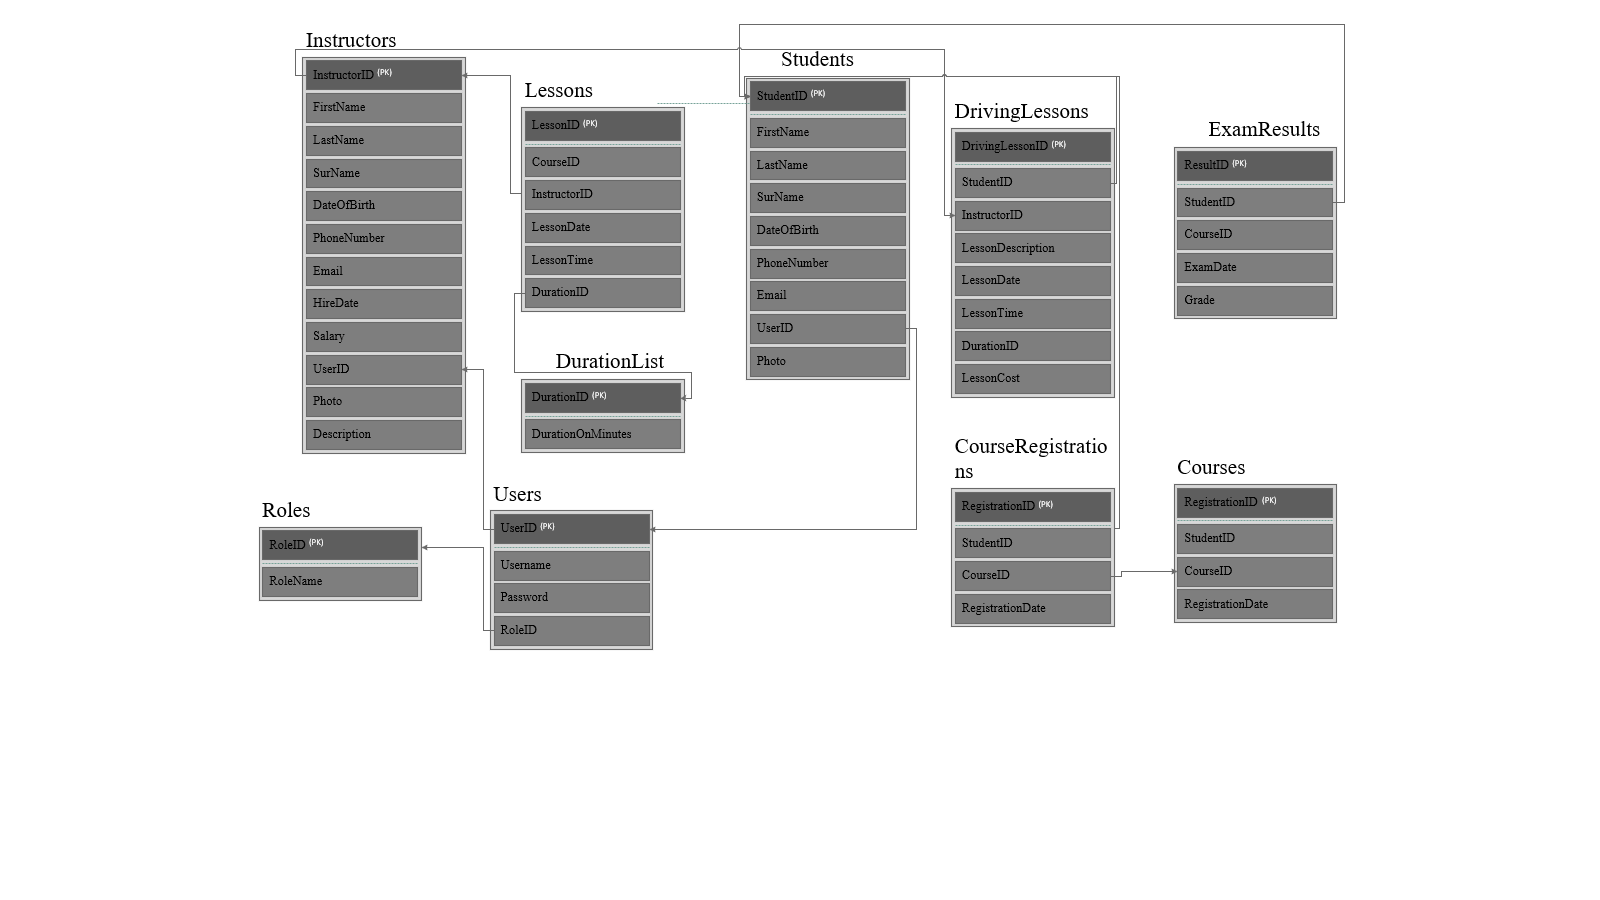 Instructors
InstructorID (PK)
FirstName
LastName
SurName
DateOfBirth
PhoneNumber
Email
HireDate
Salary
UserID
Photo
Description
Lessons
LessonID (PK)
CourseID
InstructorID
LessonDate
LessonTime
DurationID
DurationList
DurationID (PK)
DurationOnMinutes
Students
StudentID (PK)
FirstName
LastName
SurName
DateOfBirth
PhoneNumber
Email
UserID
Photo
DrivingLessons
DrivingLessonID (PK)
StudentID
InstructorID
LessonDescription
LessonDate
LessonTime
DurationID
LessonCost
ExamResults
ResultID (PK)
StudentID
CourseID
ExamDate
Grade
Roles
RoleID (PK)
RoleName
Users
UserID (PK)
Username
Password
RoleID
CourseRegistratio
ns
RegistrationID (PK)
StudentID
CourseID
RegistrationDate
Courses
RegistrationID (PK)
StudentID
CourseID
RegistrationDate